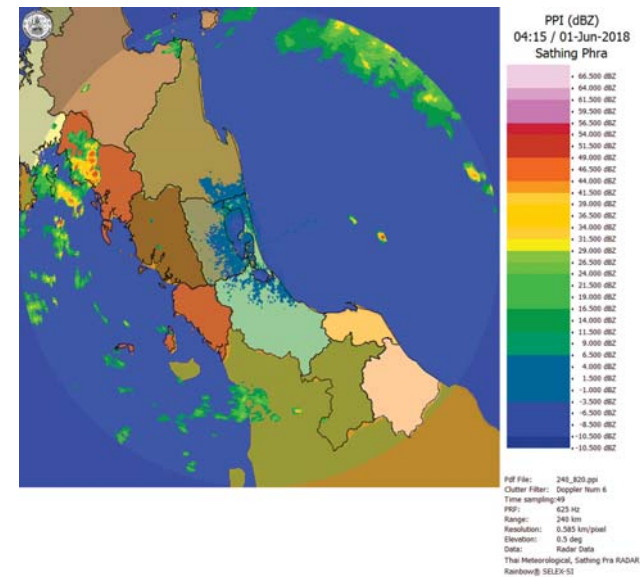 PPI (dBZ)
04:15 / 01-Jun-2018
Sathing Phra
66.500 dBZ
64.000 dBZ
61.500 dBZ
59.500 dBZ
56.500 dBZ
54.000 dBZ
51.500 dBZ
49.000 dBZ
46.500 dBZ
44.000 dBZ
41.500 dBZ
39.000 dBZ
36.500 dBZ
34.000 dBZ
31.500 dBZ
29.000 dBZ
26.500 dBZ
24.000 dBZ
21.500 dBZ
19.000 dBZ
16.500 dBZ
14.000 dBZ
11.500 dBZ
9.000 dBZ
6.500 dBZ
4.000 dBZ
1.500 dBZ
-1.000 dBZ
-3.500 dBZ
-6.500 dBZ
-8.500 dBZ
-10.500 dBZ
-10.500 dBZ
Pdf File: 240_820.ppi
Clutter Filter: Doppler Num 6
Time sampling:49
PRF: 625 Hz
Range: 240 km
Resolution: 0.585 km/pixel
Elevation: 0.5 deg
Data: Radar Data
Thai Meteorological, Sathing Pra RADAR
Rainbow® SELEX-SI